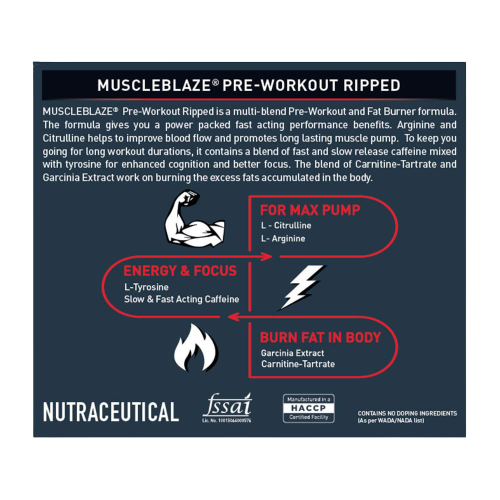 MUSCLEBLAZE® PRE-WORKOUT RIPPED
MUSCLEBLAZE® Pre-Workout Ripped is a multi-blend Pre-Workout and Fat Burner formula.
The formula gives you a power packed fast acting performance benefits. Arginine and
Citrulline helps to improve blood flow and promotes long lasting muscle pump. To keep you
going for long workout durations, it contains a blend of fast and slow release caffeine mixed
with tyrosine for enhanced cognition and better focus. The blend of Carnitine-Tartrate and
Garcinia Extract work on burning the excess fats accumulated in the body.
FOR MAX PUMP
L - Citrulline
L- Arginine
ENERGY & FOCUS
L-Tyrosine
Slow & Fast Acting Caffeine
BURN FAT IN BODY
Garcinia Extract
Carnitine-Tartrate
NUTRACEUTICAL
fssai
Lic. No.
Manufactured in a
HACCP
Certified Facility
CONTAINS NO DOPING INGREDIENTS
(As per WADA/NADA list)